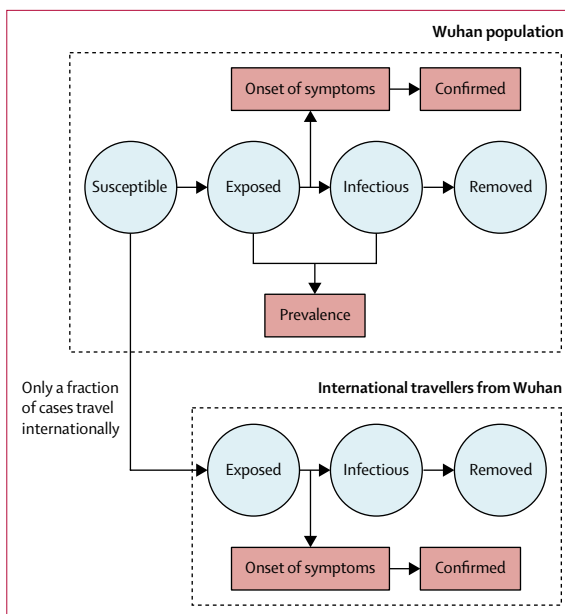 Wuhan population
Onset of symptoms
Confirmed
Susceptible
Exposed
Infectious
Removed
Prevalence
Only a fraction
of cases travel
internationally
International travellers from Wuhan
Exposed
Infectious
Removed
Onset of symptoms
Confirmed